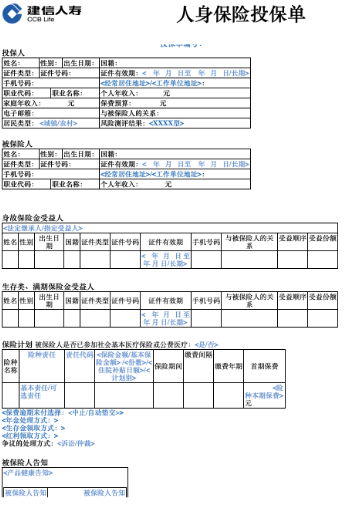 建信人寿
CCB Life
人身保险投保单
投保单编号:
投保人
姓名: 性别: 出生日期: 国籍:
证件类型: 证件号码: 证件有效期: < 年 月 日至 年 月 日/长期>
手机号码: <经常居住地址>/<工作单位地址>:
职业代码: 职业名称: 个人年收入: 元
家庭年收入: 元 保费预算: 元
电子邮箱: 与被保险人的关系:
居民类型: <城镇/农村> 风险测评结果: <XXXX型>
被保险人
姓名: 性别: 出生日期: 国籍:
证件类型: 证件号码: 证件有效期: < 年 月 日至 年 月 日/长期>
手机号码: <经常居住地址>/<工作单位地址>:
职业代码: 职业名称: 个人年收入: 元
身故保险金受益人
<法定继承人/指定受益人>
姓名 性别 出生日期 国籍 证件类型 证件号码 证件有效期 手机号码 与被保险人的关系 受益顺序 受益份额
< 年 月 日至
年 月 日/长期>
生存类、满期保险金受益人
姓名 性别 出生日期 国籍 证件类型 证件号码 证件有效期 手机号码 与被保险人的关系 受益顺序 受益份额
< 年 月 日至
年 月 日/长期>
保险计划 被保险人是否已参加社会基本医疗保险或公费医疗: <是/否>
险种名称 险种责任 责任代码 <保险金额/基本保险金额>/<份数>/<住院补贴日额>/<计划别> 保险期间 缴费间隔 缴费年期 首期保费
基本责任/可选责任 <险种本期保费>元
<保费逾期未付选择: <中止/自动垫交>>
<年金处理方式: >
<生存金领取方式: >
<红利领取方式: >
争议的处理方式: <诉讼/仲裁>
被保险人告知
<产品健康告知>
被保险人告知 被保险人告知